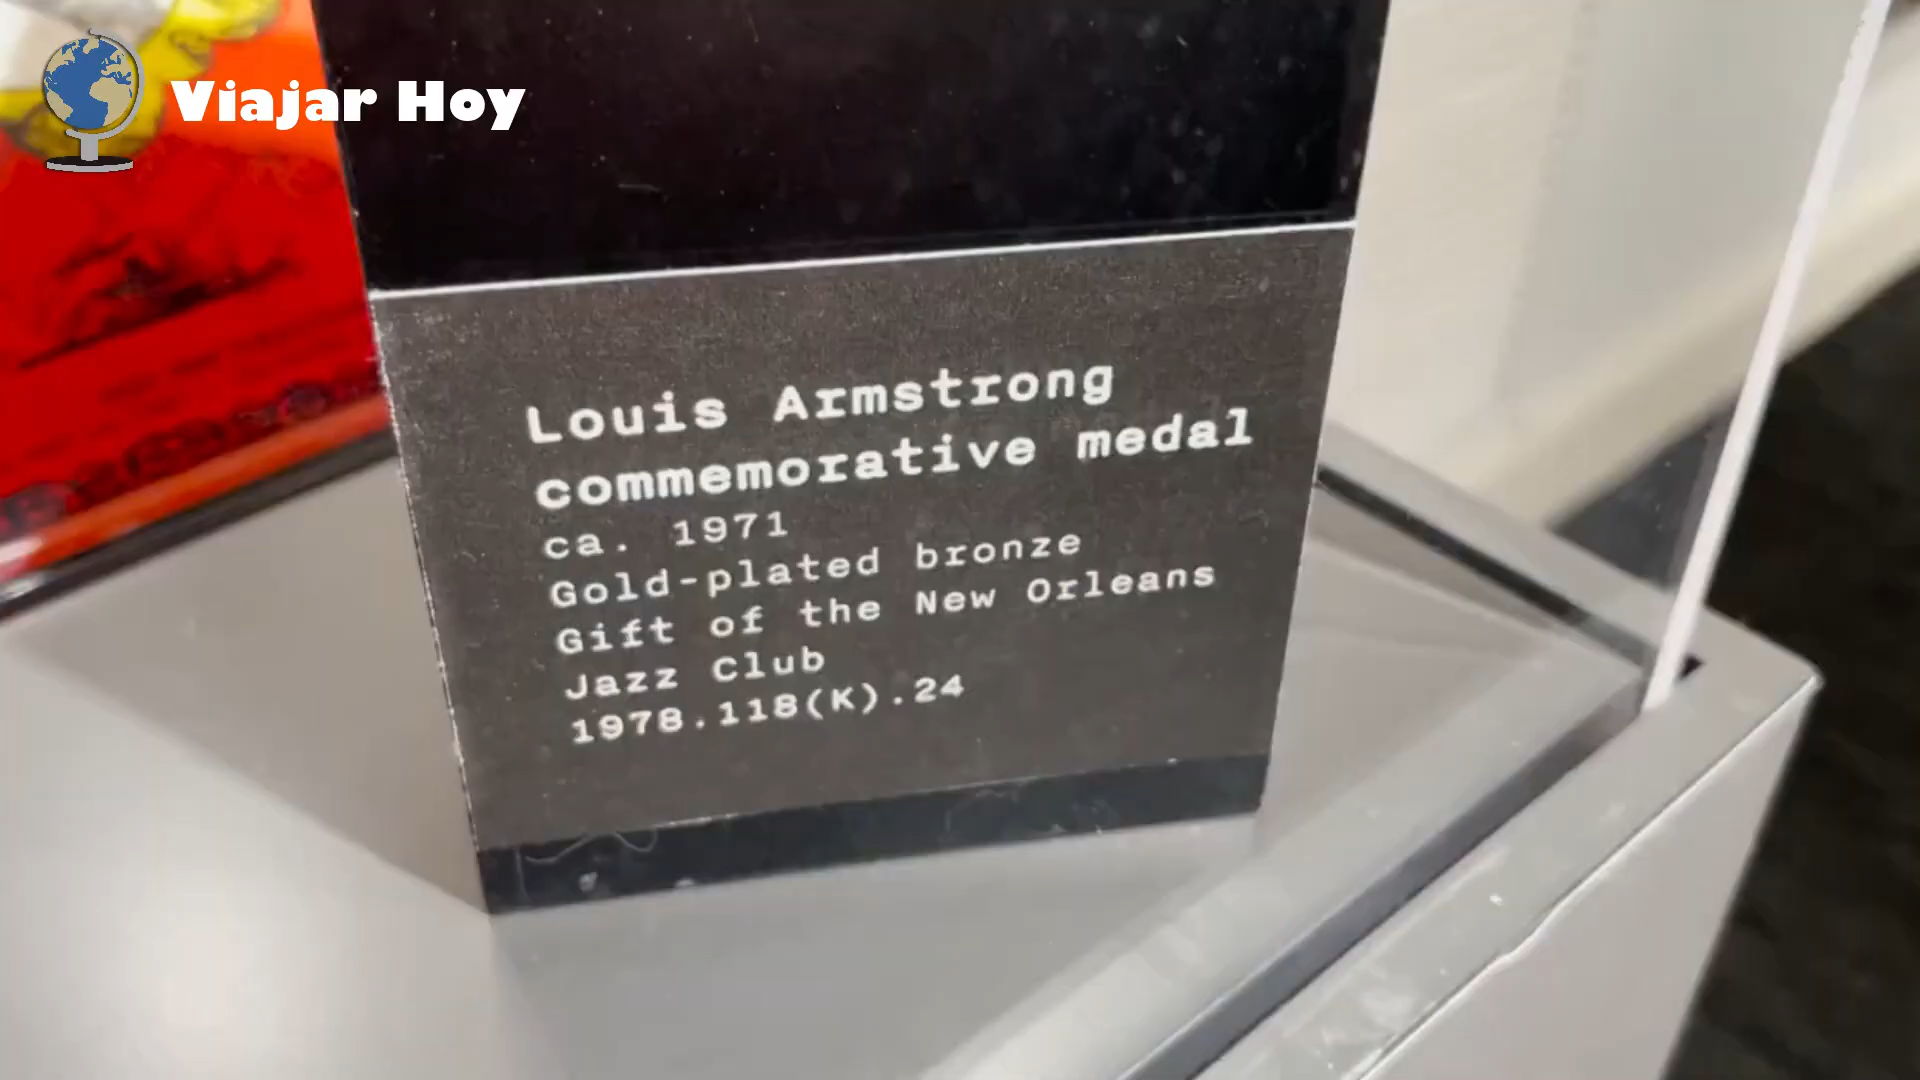 Viajar Hoy
Louis Armstrong
commemorative medal
ca. 1971
Gold-plated bronze
Gift of the New Orleans
Jazz Club
1978.118(K).24